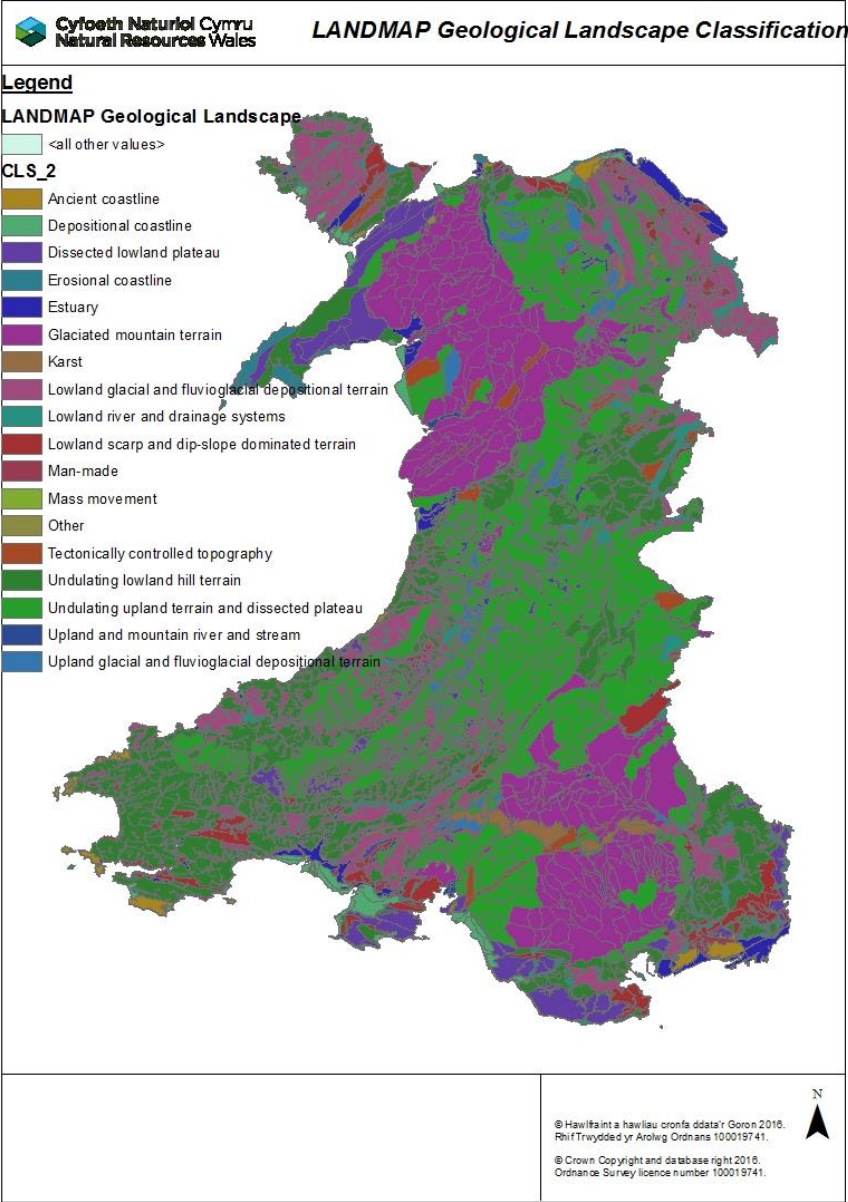 Cyfoeth Naturiol Cymru
Natural Resources Wales
LANDMAP Geological Landscape Classification
Legend
LANDMAP Geological Landscape
<all other values>
CLS_2
Ancient coastline
Depositional coastline
Dissected lowland plateau
Erosional coastline
Estuary
Glaciated mountain terrain
Karst
Lowland glacial and fluvioglacial depositional terrain
Lowland river and drainage systems
Lowland scarp and dip-slope dominated terrain
Man-made
Mass movement
Other
Tectonically controlled topography
Undulating lowland hill terrain
Undulating upland terrain and dissected plateau
Upland and mountain river and stream
Upland glacial and fluvioglacial depositional terrain
N
© Hawlfraint a hawliau cronfa ddata'r Goron 2016.
Rhif Trwydded yr Arolwg Ordnans 100019741.
© Crown Copyright and database right 2016.
Ordnance Survey licence number 100019741.